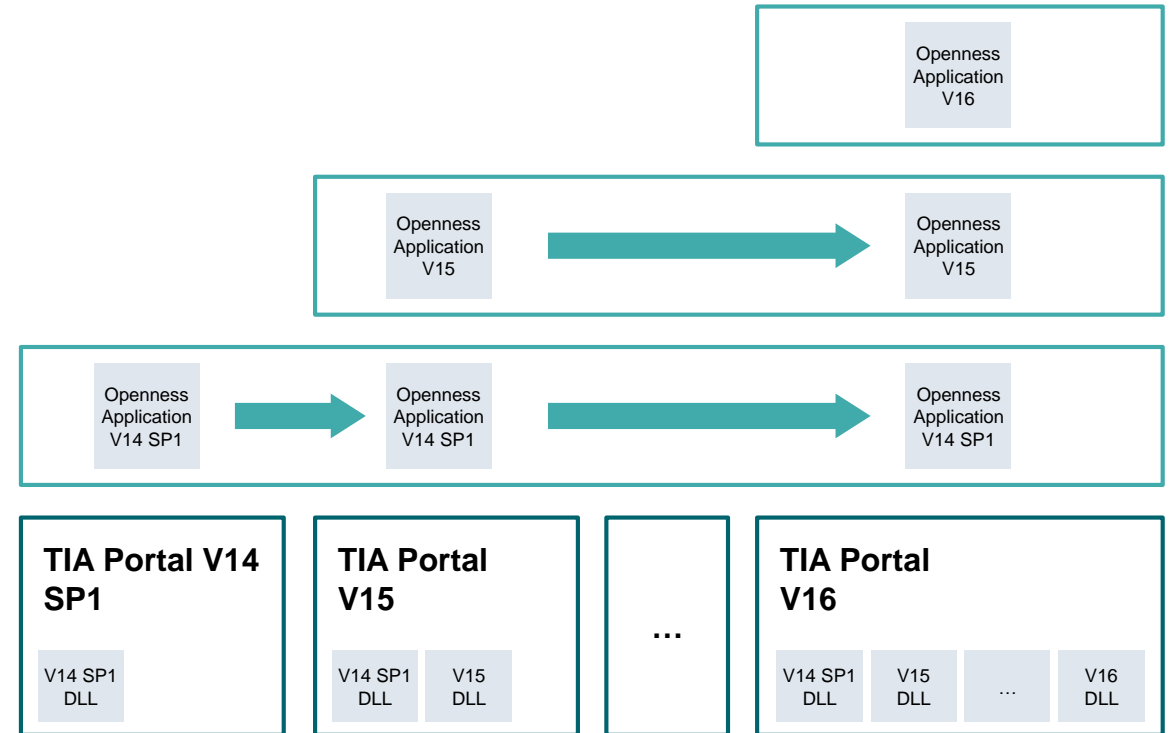 Openness
Application
V16
Openness
Application
V15
Openness
Application
V15
Openness
Application
V14 SP1
Openness
Application
V14 SP1
Openness
Application
V14 SP1
TIA Portal V14
SP1
V14 SP1
DLL
TIA Portal
V15
V14 SP1
DLL
V15
DLL
...
TIA Portal
V16
V14 SP1
DLL
V15
DLL
...
V16
DLL